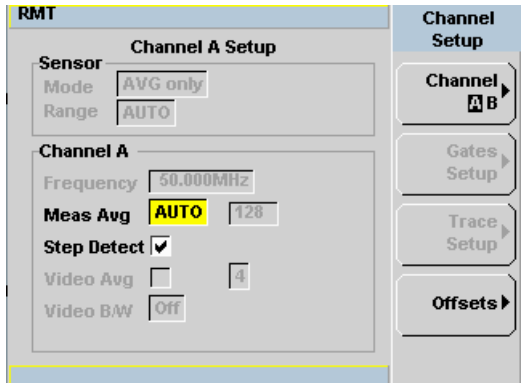 RMT
Channel A Setup
Sensor
Mode AVG only
Range AUTO
Channel A
Frequency 50.000MHz
Meas Avg AUTO 128
Step Detect
Video Avg 4
Video B/W Off
Channel
Setup
Channel
A B
Gates
Setup
Trace
Setup
Offsets